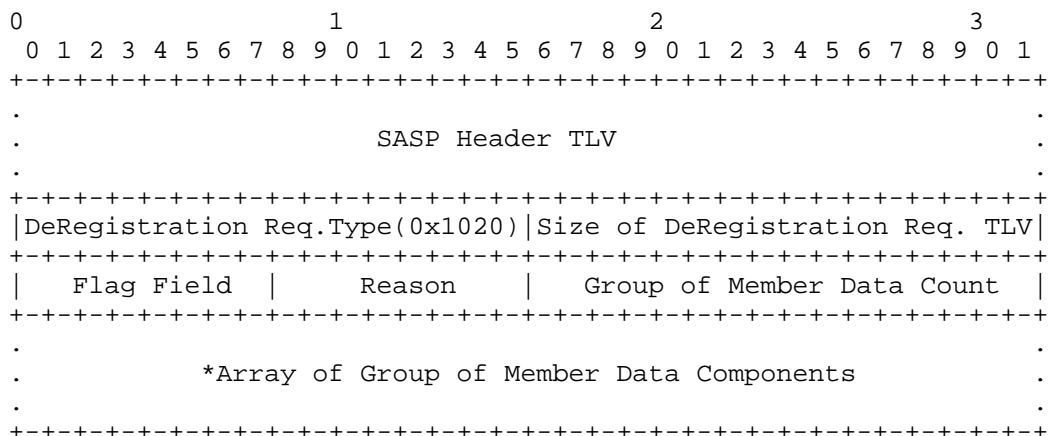 0                   1                   2                   3
 0 1 2 3 4 5 6 7 8 9 0 1 2 3 4 5 6 7 8 9 0 1 2 3 4 5 6 7 8 9 0 1
+-+-+-+-+-+-+-+-+-+-+-+-+-+-+-+-+-+-+-+-+-+-+-+-+-+-+-+-+-+-+-+-+
.                                                               .
.                      SASP Header TLV                          .
.                                                               .
+-+-+-+-+-+-+-+-+-+-+-+-+-+-+-+-+-+-+-+-+-+-+-+-+-+-+-+-+-+-+-+-+
|DeRegistration Req.Type(0x1020)|Size of DeRegistration Req. TLV|
+-+-+-+-+-+-+-+-+-+-+-+-+-+-+-+-+-+-+-+-+-+-+-+-+-+-+-+-+-+-+-+-+
|   Flag Field  |     Reason    |   Group of Member Data Count  |
+-+-+-+-+-+-+-+-+-+-+-+-+-+-+-+-+-+-+-+-+-+-+-+-+-+-+-+-+-+-+-+-+
.                                                               .
.           *Array of Group of Member Data Components           .
.                                                               .
+-+-+-+-+-+-+-+-+-+-+-+-+-+-+-+-+-+-+-+-+-+-+-+-+-+-+-+-+-+-+-+-+